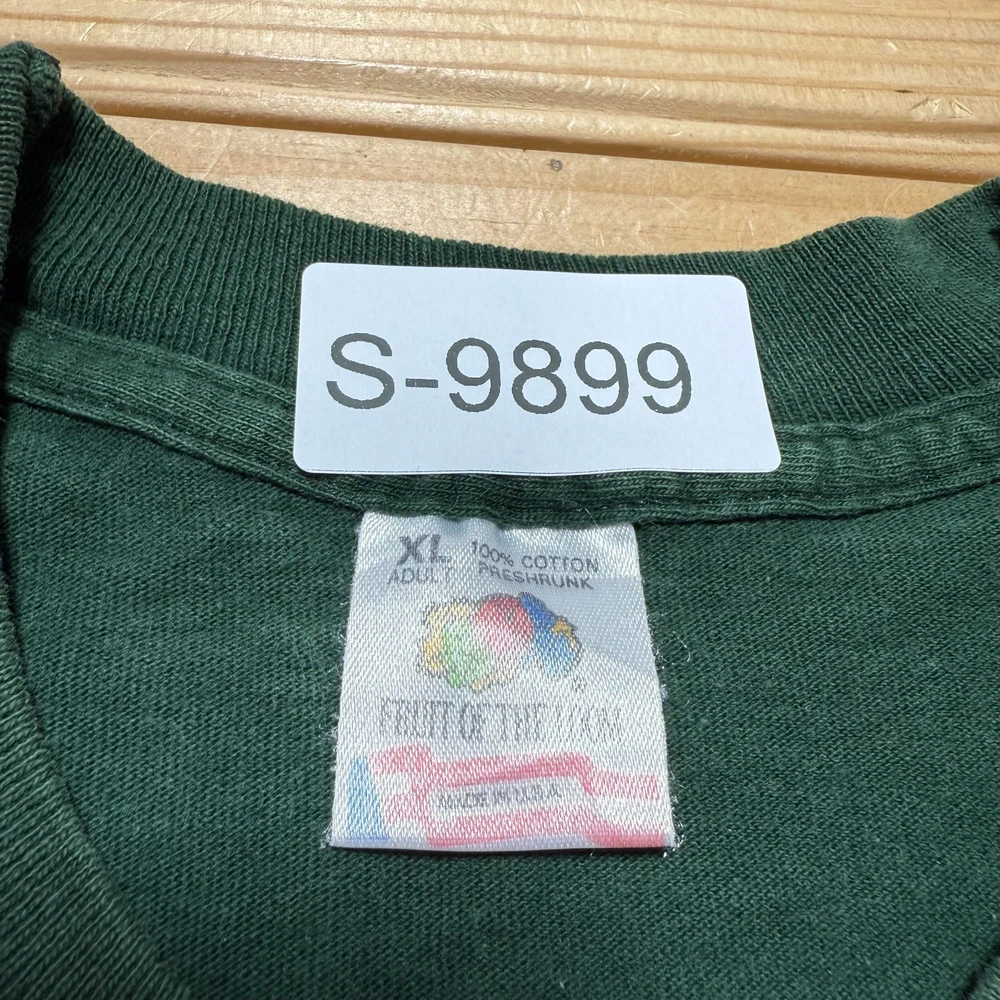 S-9899
XL 100% COTTON
ADULT PRESHRUNK
®
FRUIT OF THE LOOM
MADE IN U.S.A.